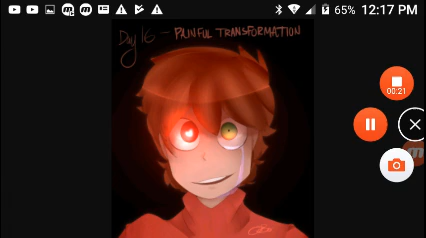 65% 12:17 PM
Day 16 - PAINFUL TRANSFORMATION
00:21